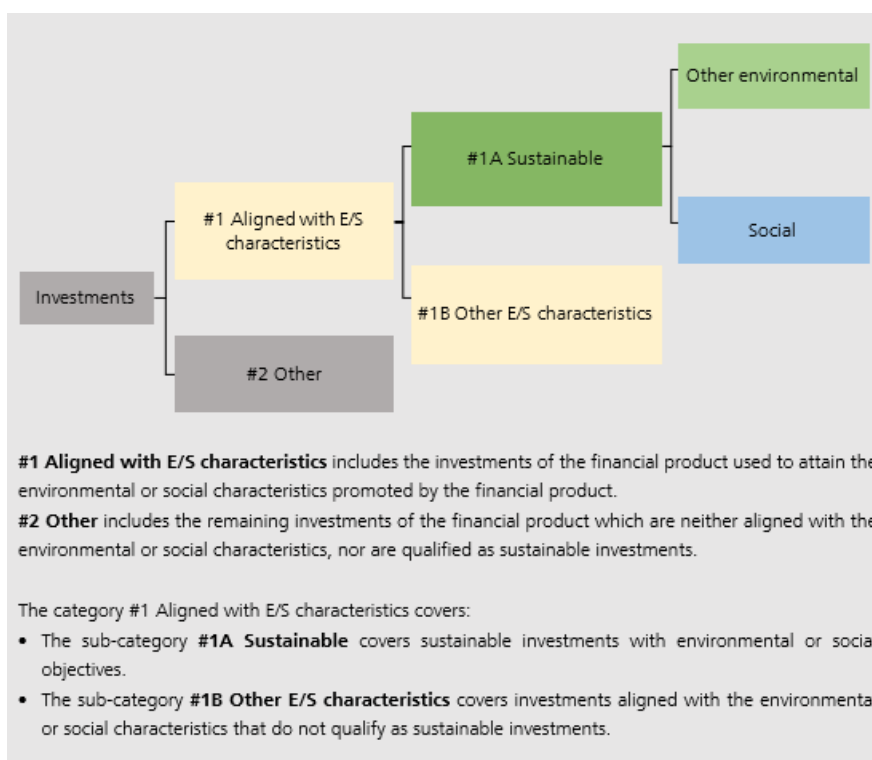 Other environmental
#1A Sustainable
#1 Aligned with E/S
characteristics
Social
Investments
#1B Other E/S characteristics
#2 Other
#1 Aligned with E/S characteristics includes the investments of the financial product used to attain the
environmental or social characteristics promoted by the financial product.
#2 Other includes the remaining investments of the financial product which are neither aligned with the
environmental or social characteristics, nor are qualified as sustainable investments.
The category #1 Aligned with E/S characteristics covers:
• The sub-category #1A Sustainable covers sustainable investments with environmental or socia
objectives.
• The sub-category #1B Other E/S characteristics covers investments aligned with the environmenta
or social characteristics that do not qualify as sustainable investments.